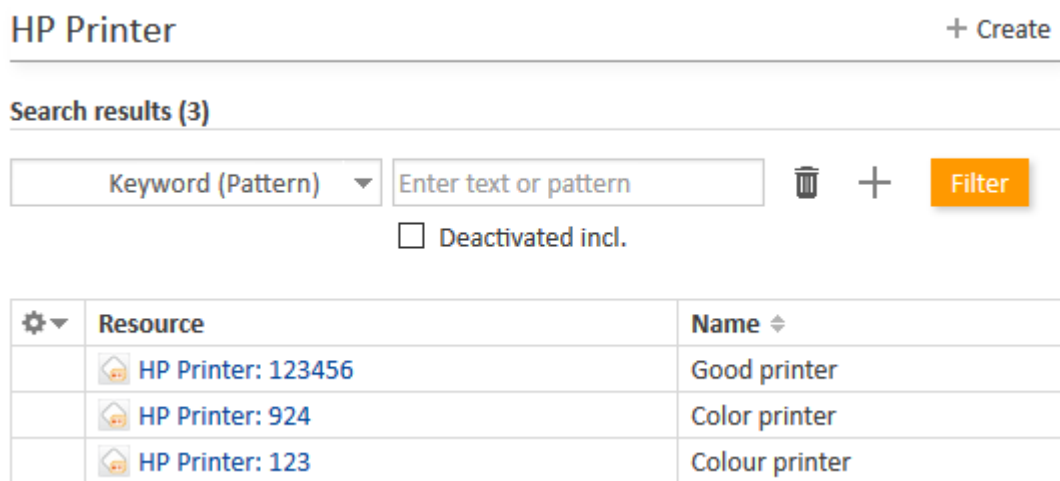 HP Printer + Create
Search results (3)
Keyword (Pattern) Enter text or pattern Filter
Deactivated incl.
Resource Name
HP Printer: 123456 Good printer
HP Printer: 924 Color printer
HP Printer: 123 Colour printer